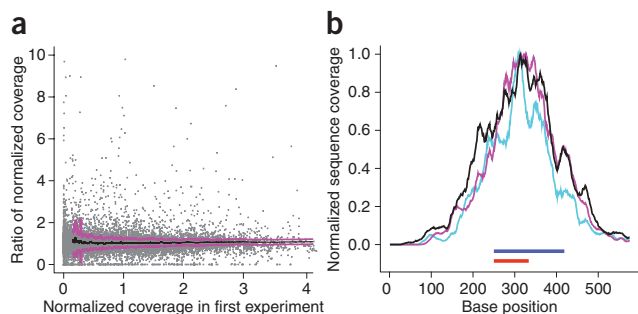 a
Ratio of normalized coverage
10
8
6
4
2
0
0 1 2 3 4
Normalized coverage in first experiment
b
Normalized sequence coverage
1.0
0.8
0.6
0.4
0.2
0.0
0 100 200 300 400 500
Base position